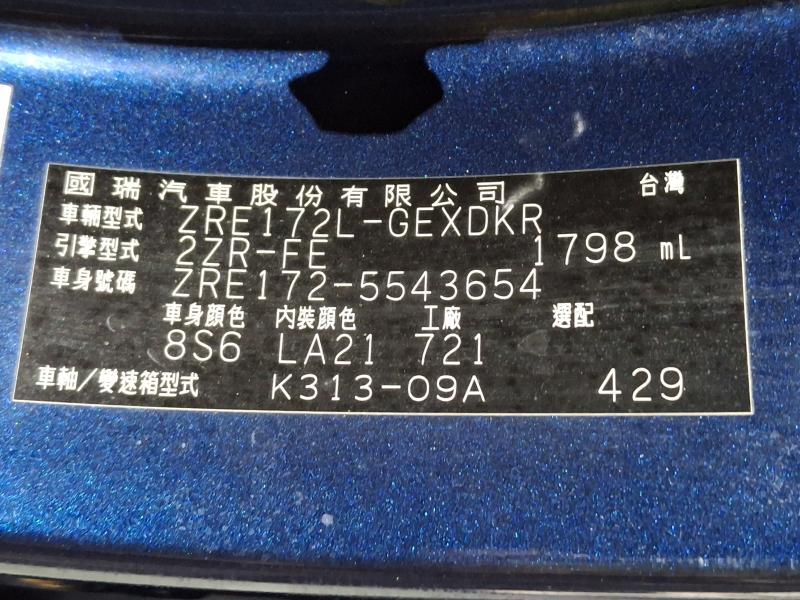 國瑞汽車股份有限公司 台灣
車輛型式 ZRE172L-GEXDKR
引擎型式 2ZR-FE 1798 mL
車身號碼 ZRE172-5543654
車身顏色 內裝顏色 工廠 選配
8S6 LA21 721
車軸/變速箱型式 K313-09A 429